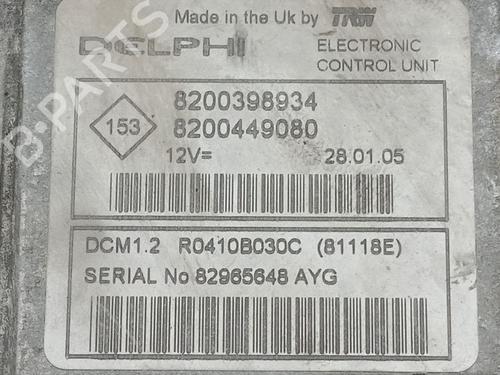 Made in the Uk by TRW
DELPHI
ELECTRONIC
CONTROL UNIT
8200398934
153
8200449080
12V=
28.01.05
DCM1.2 R0410B030C (81118E)
SERIAL No 82965648 AYG
B-PARTS